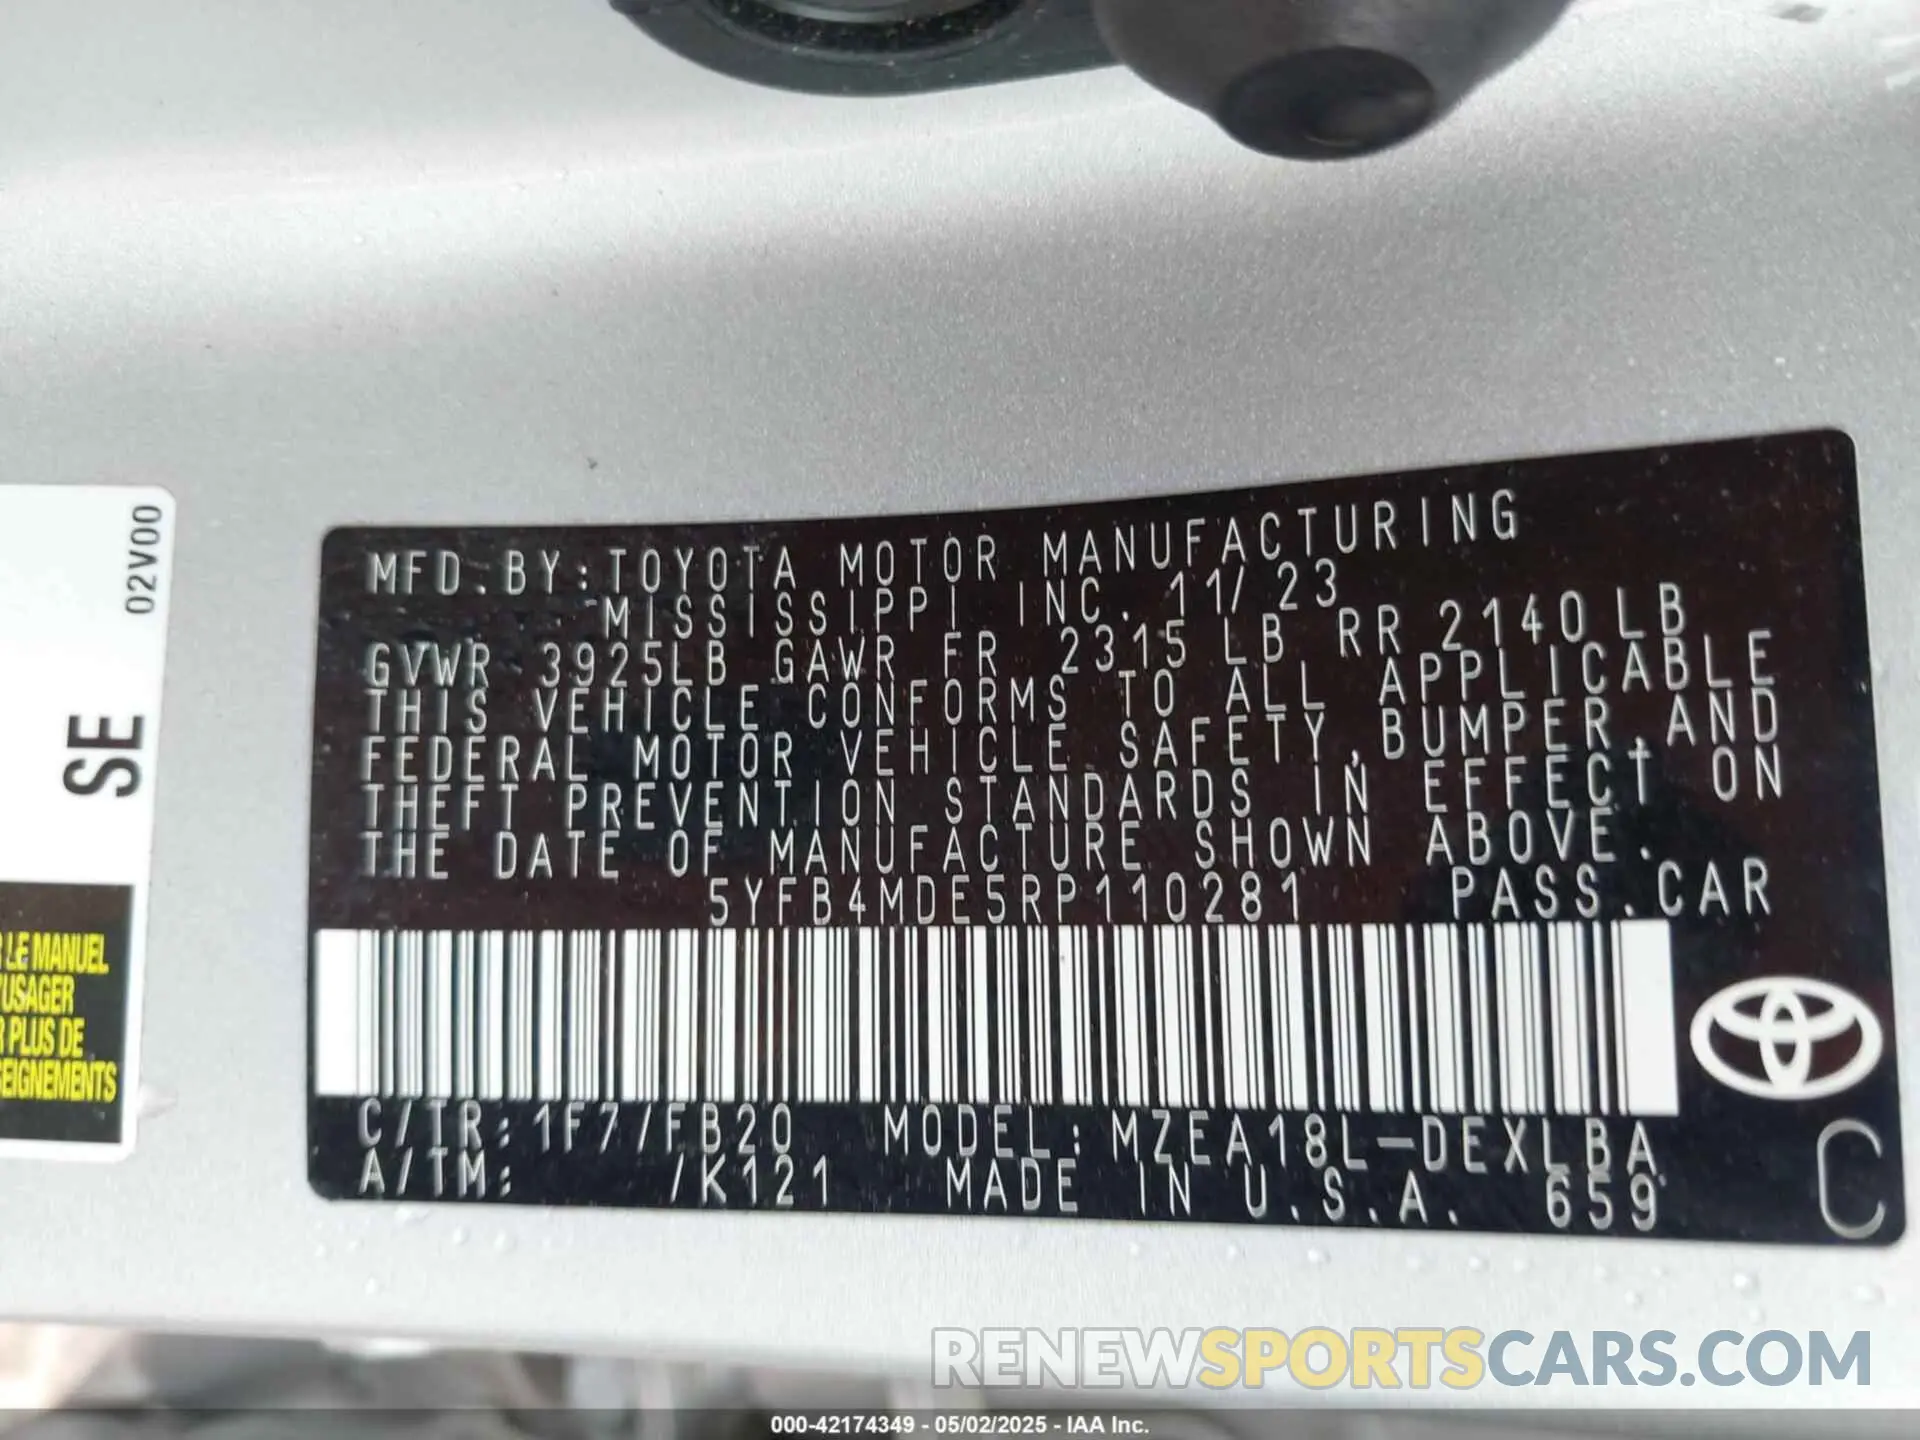 MFD.BY:TOYOTA MOTOR MANUFACTURING
MISSISSIPPI INC. 11/23
GVWR 3925LB GAWR FR 2315 LB RR 2140LB
THIS VEHICLE CONFORMS TO ALL APPLICABLE
FEDERAL MOTOR VEHICLE SAFETY,BUMPER,AND
THEFT PREVENTION STANDARDS IN EFFECT ON
THE DATE OF MANUFACTURE SHOWN ABOVE.
5YFB4MDE5RP110281 PASS.CAR
C/TR:1F7/FB20 MODEL:MZEA18L-DEXLBA
A/TM: /K121 MADE IN U.S.A. 659
C
02V00
SE
LE MANUEL
'USAGER
PLUS DE
SEIGNEMENTS
RENEWSPORTSCARS.COM
000-42174349 - 05/02/2025 - IAA Inc.